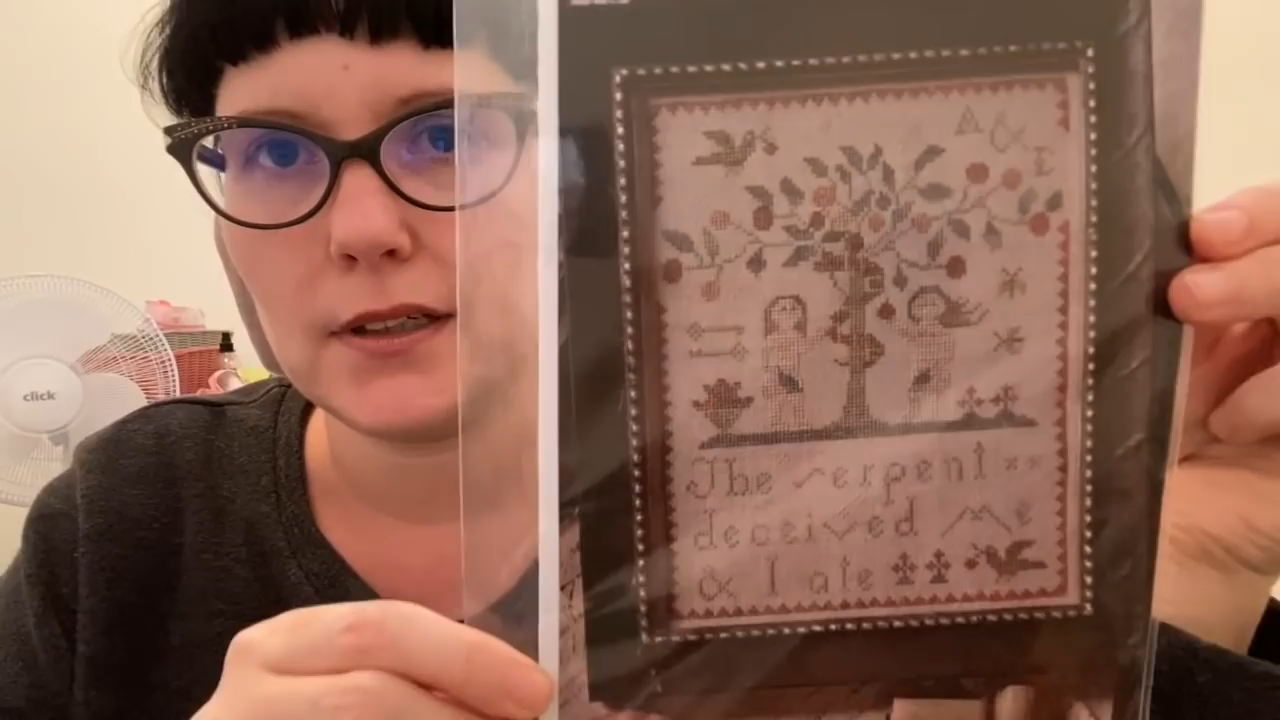 A &
E
The serpent
deceived me
& I ate
click